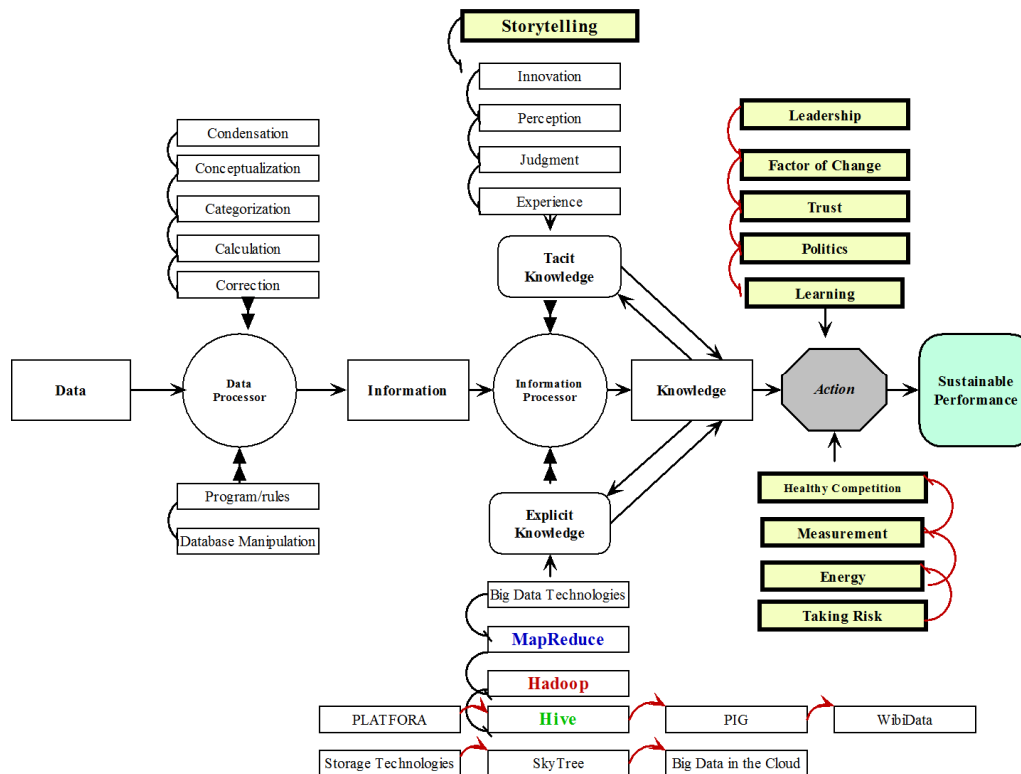 Storytelling
Innovation
Perception
Judgment
Experience
Tacit
Knowledge
Condensation
Conceptualization
Categorization
Calculation
Correction
Leadership
Factor of Change
Trust
Politics
Learning
Data
Data
Processor
Information
Information
Processor
Knowledge
Action
Sustainable
Performance
Program/rules
Database Manipulation
Explicit
Knowledge
Healthy Competition
Measurement
Energy
Taking Risk
Big Data Technologies
MapReduce
Hadoop
PLATFORA
Hive
PIG
WibiData
Storage Technologies
SkyTree
Big Data in the Cloud